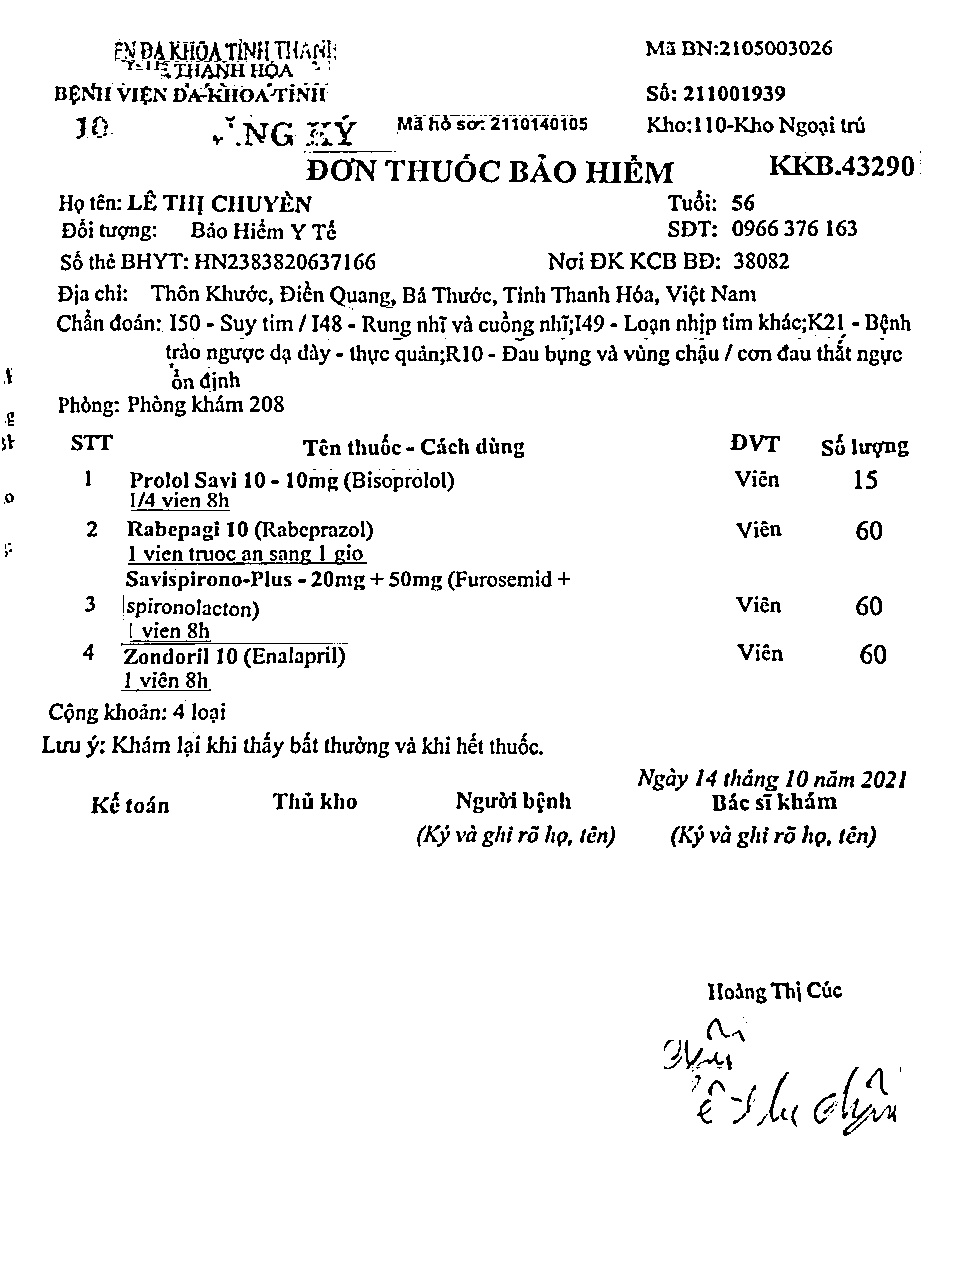 ĐA KHOA TỈNH THANH
THANH HÓA
BỆNH VIỆN ĐA KHOA TỈNH
Mã BN:2105003026
Số: 211001939
10.
NG KÝ
Mã hồ sơ: 2110140105
Kho:110-Kho Ngoại trú
ĐƠN THUỐC BẢO HIỂM
KKB.43290
Họ tên: LÊ THỊ CHUYÊN
Tuổi: 56
Đối tượng: Bảo Hiểm Y Tế
SĐT: 0966 376 163
Số thẻ BHYT: HN2383820637166
Nơi ĐK KCB BĐ: 38082
Địa chỉ: Thôn Khước, Điền Quang, Bá Thước, Tỉnh Thanh Hóa, Việt Nam
Chẩn đoán: I50 - Suy tim / I48 - Rung nhĩ và cuồng nhĩ;I49 - Loạn nhịp tim khác;K21 - Bệnh
trào ngược dạ dày - thực quản;R10 - Đau bụng và vùng chậu / cơn đau thắt ngực
ổn định
Phòng: Phòng khám 208
STT Tên thuốc - Cách dùng ĐVT Số lượng
1 Prolol Savi 10 - 10mg (Bisoprolol) Viên 15
1/4 vien 8h
2 Rabepagi 10 (Rabeprazol) Viên 60
1 vien truoc an sang 1 gio
Savispirono-Plus - 20mg + 50mg (Furosemid +
3 spironolacton) Viên 60
1 vien 8h
4 Zondoril 10 (Enalapril) Viên 60
1 viên 8h
Cộng khoản: 4 loại
Lưu ý: Khám lại khi thấy bất thường và khi hết thuốc.
Ngày 14 tháng 10 năm 2021
Kế toán Thủ kho Người bệnh Bác sĩ khám
(Ký và ghi rõ họ, tên) (Ký và ghi rõ họ, tên)
Hoàng Thị Cúc